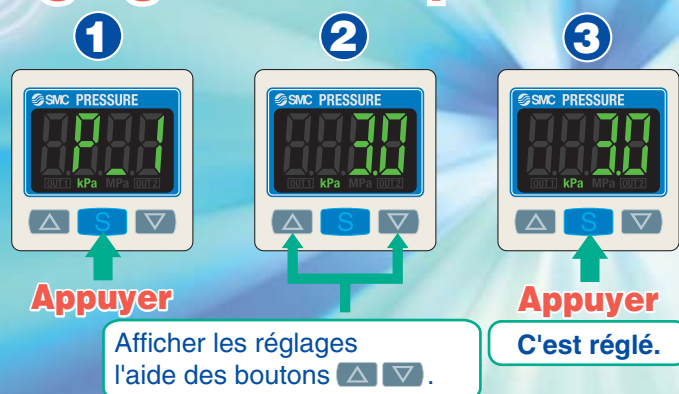 1 2 3
SMC PRESSURE SMC PRESSURE SMC PRESSURE
P_1 3.0 3.0
OUT1 kPa MPa OUT2 OUT1 kPa MPa OUT2 OUT1 kPa MPa OUT2
△ S ▽ △ S ▽ △ S ▽
Appuyer Appuyer
Afficher les réglages C'est réglé.
l'aide des boutons △ ▽ .